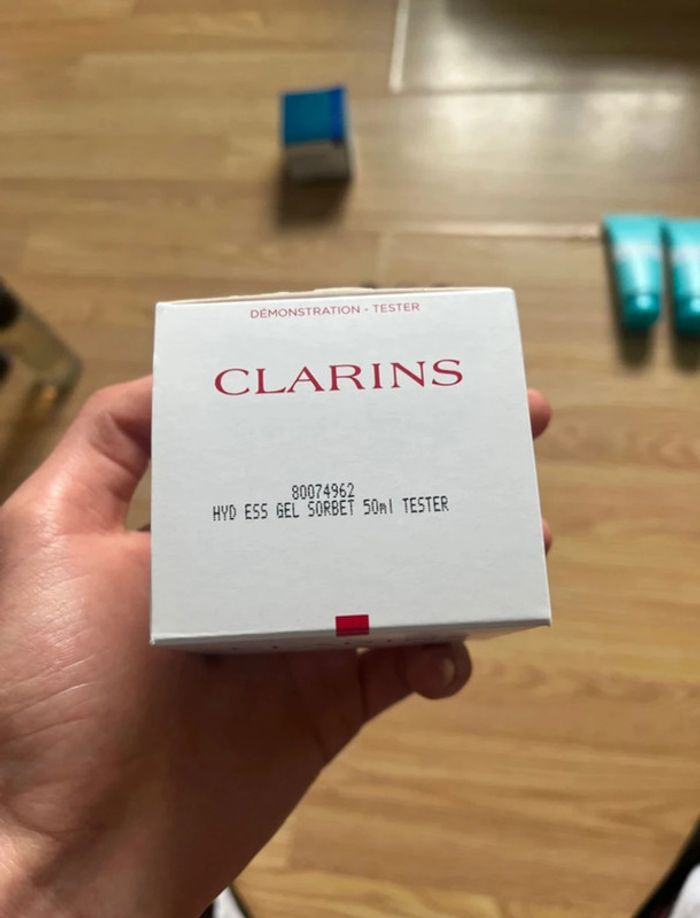 DÉMONSTRATION - TESTER
CLARINS
80074962
HYD ESS GEL SORBET 50ml TESTER